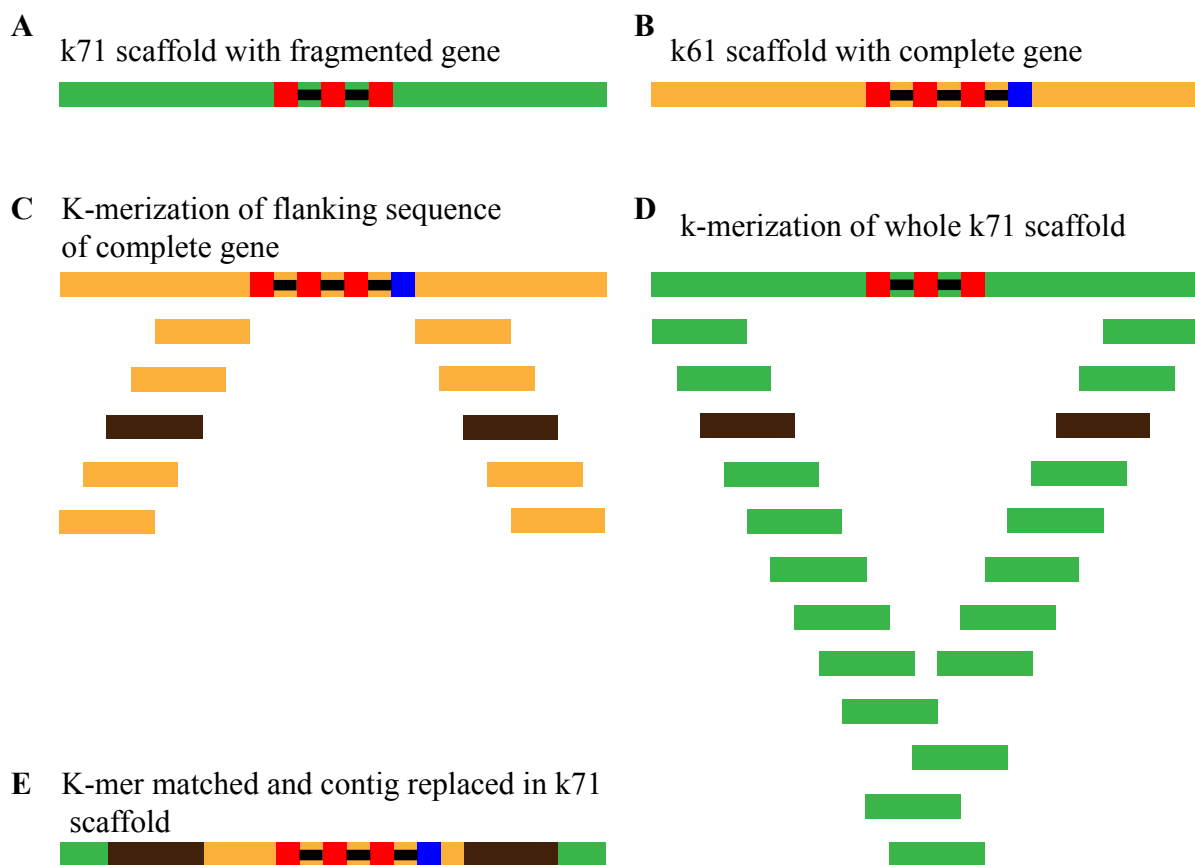 A
k71 scaffold with fragmented gene
B
k61 scaffold with complete gene
C
K-merization of flanking sequence
of complete gene
D
k-merization of whole k71 scaffold
E
K-mer matched and contig replaced in k71
scaffold